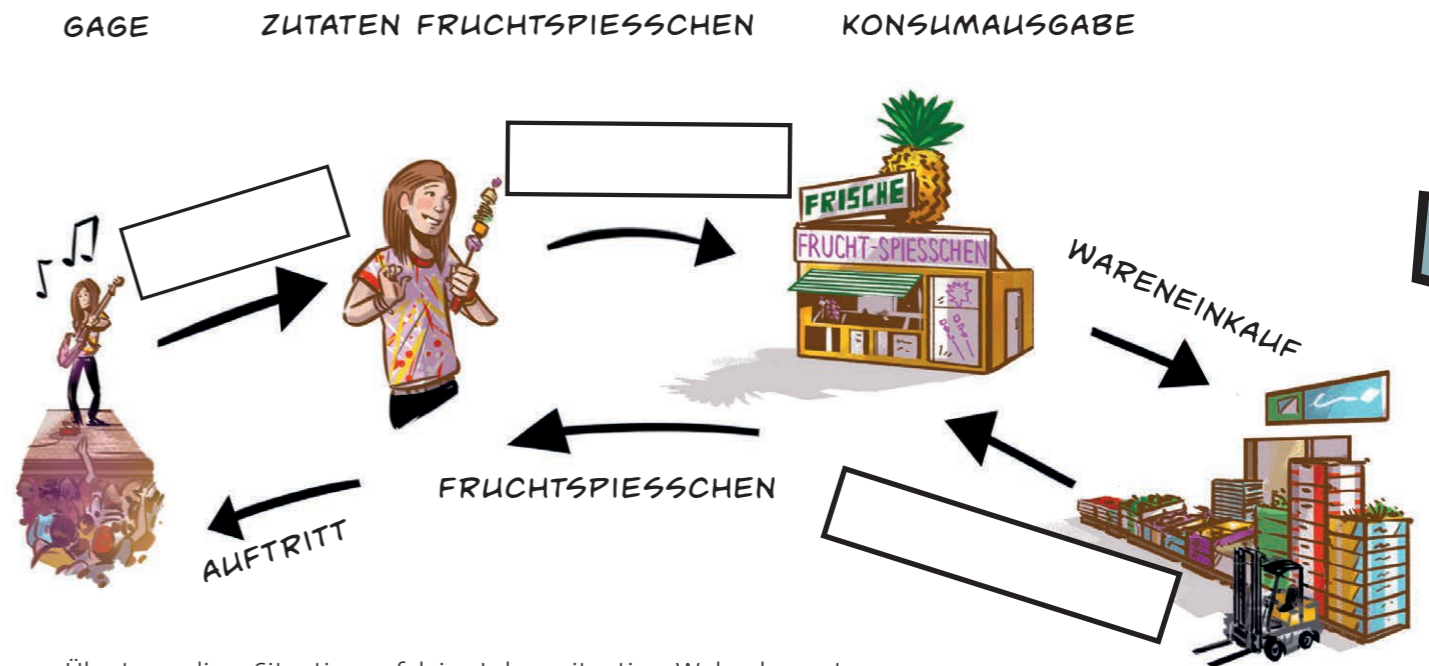 GAGE ZUTATEN FRUCHTSPIESSCHEN KONSUMAUSGABE
FRISCHE
FRUCHT-SPIESSCHEN
WARENEINKAUF
FRUCHTSPIESSCHEN
AUFTRITT